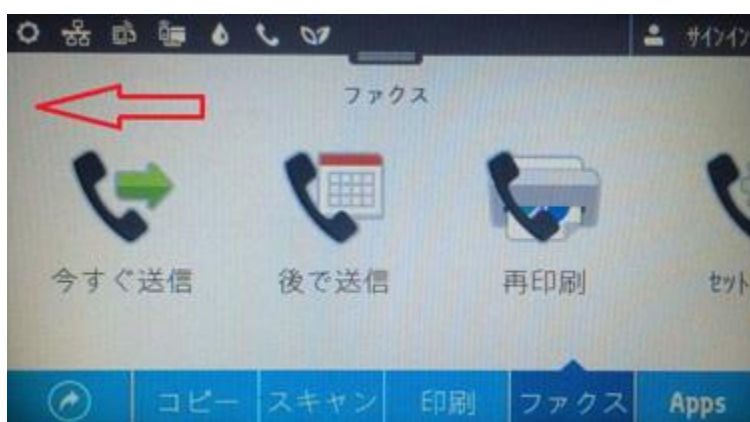 サインイン
ファクス
今すぐ送信
後で送信
再印刷
セット
コピー
スキャン
印刷
ファクス
Apps